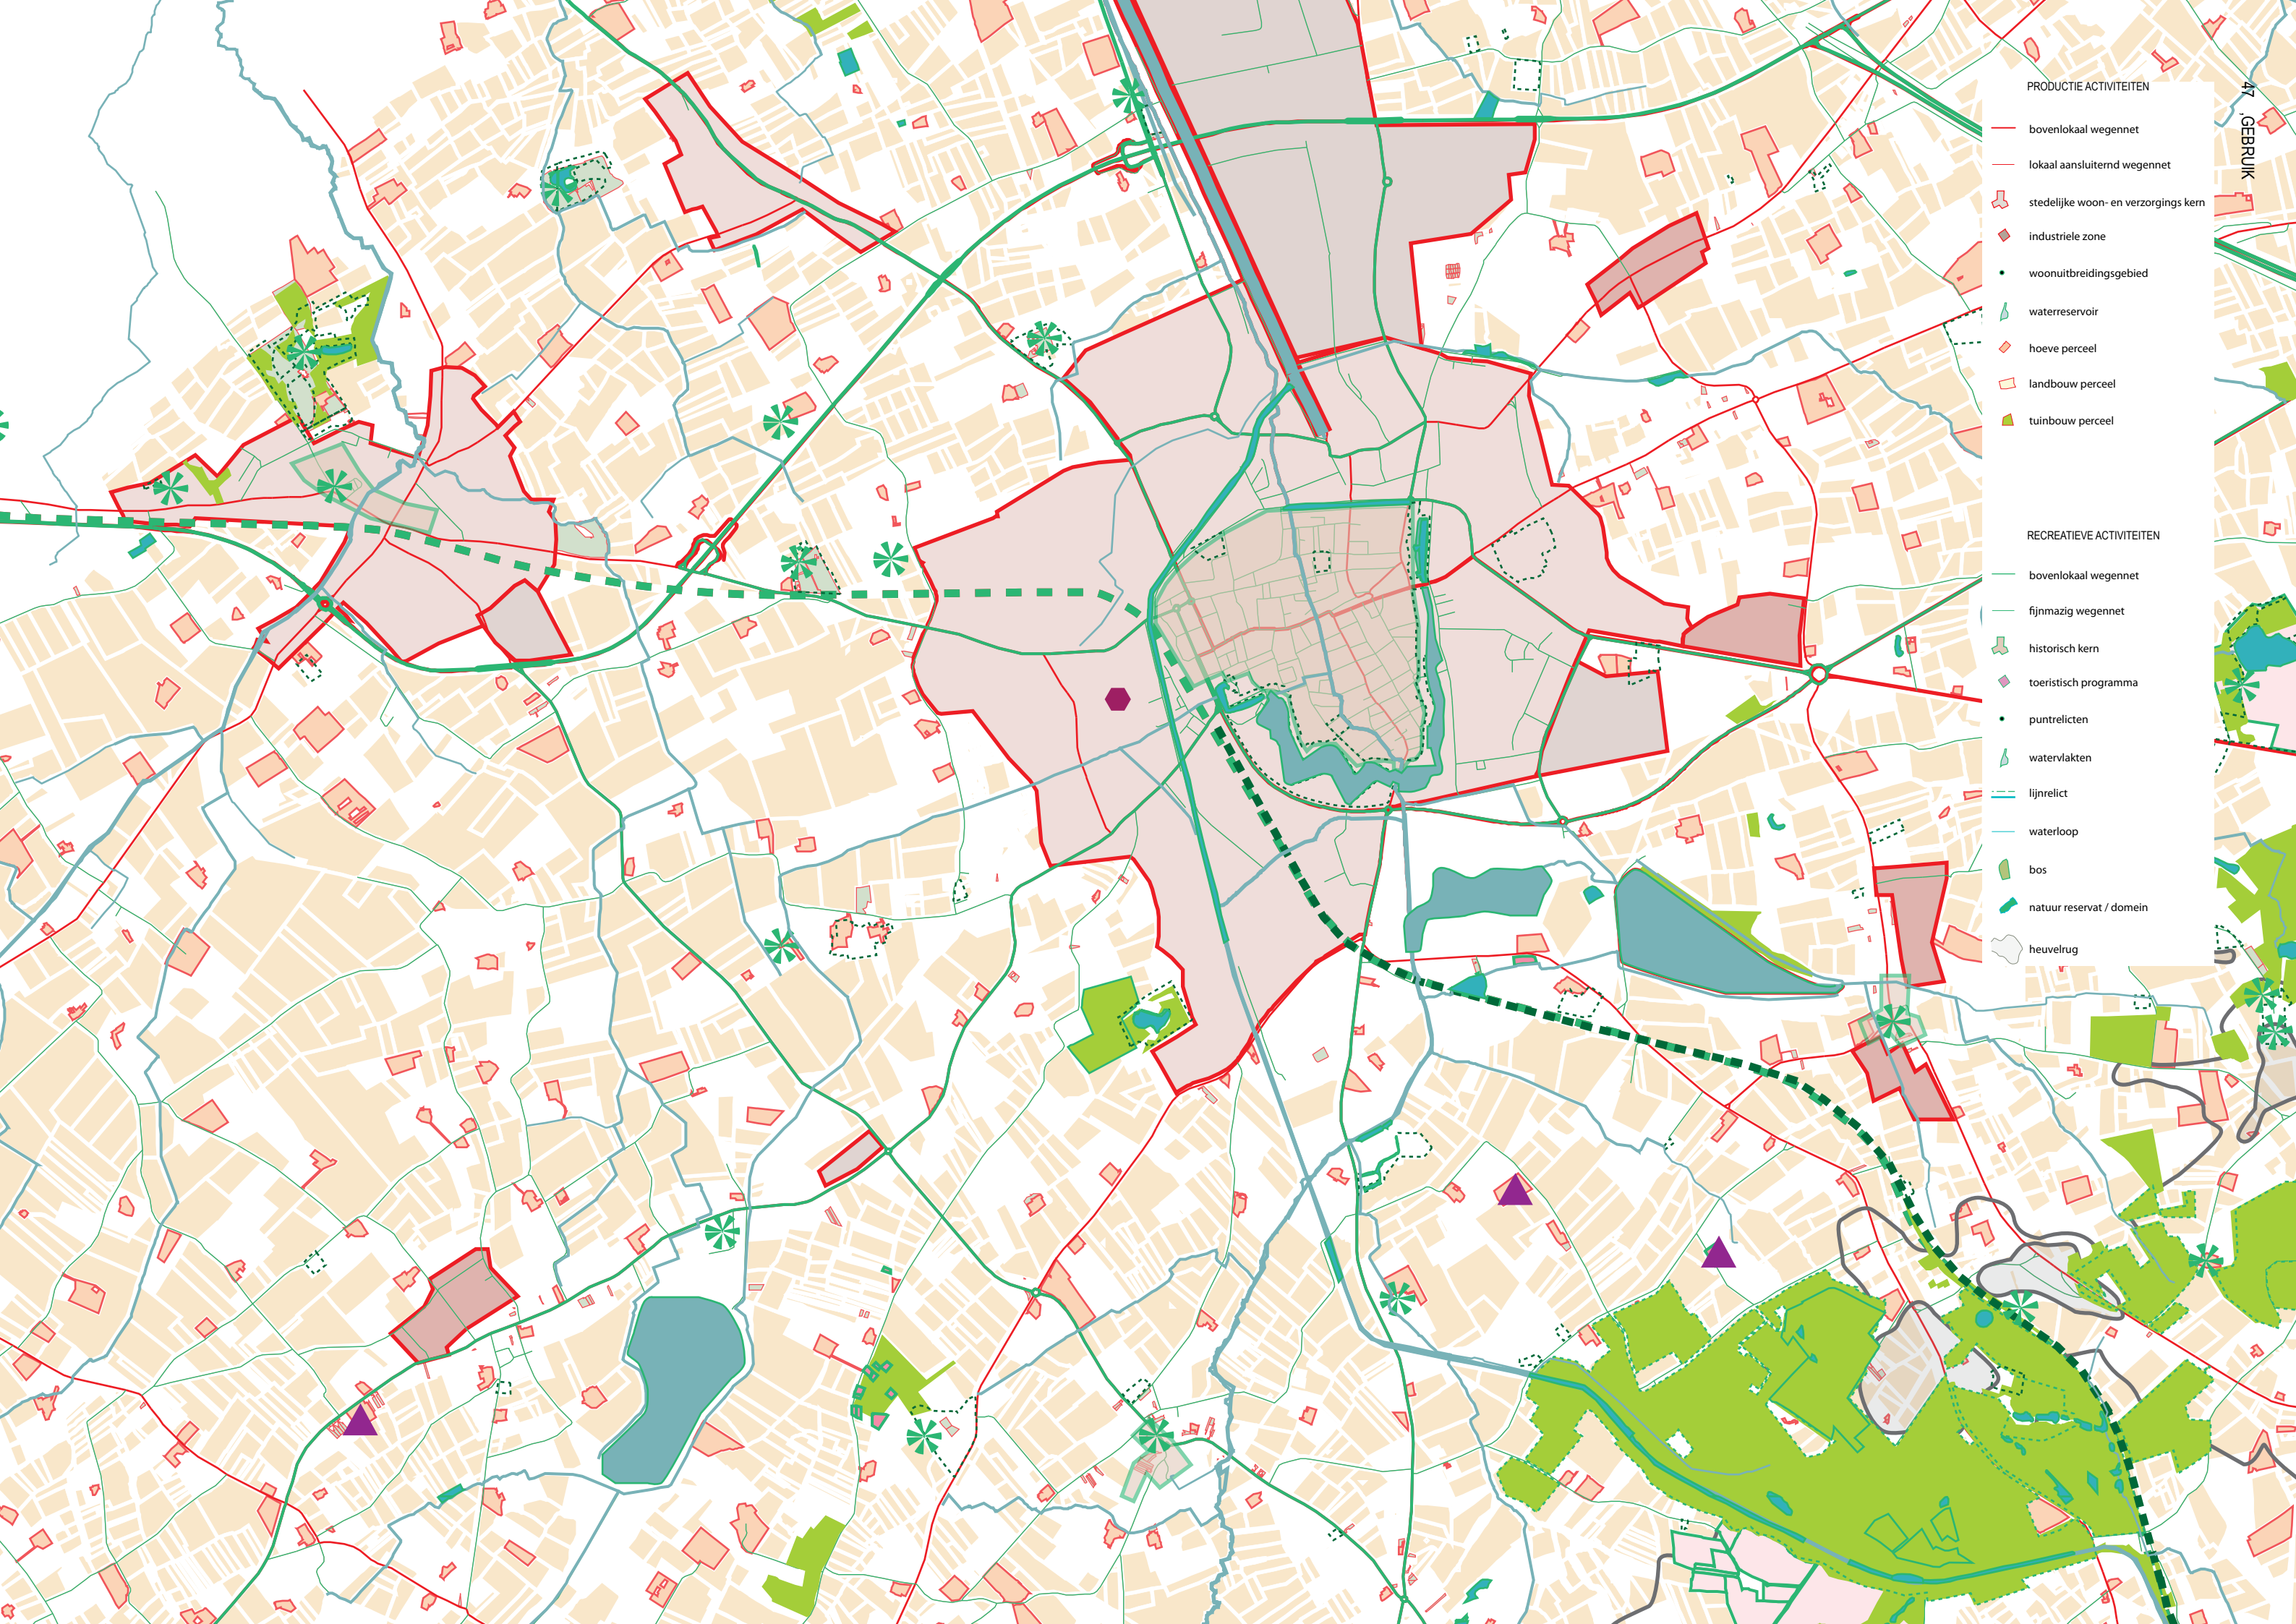 PRODUCTIE ACTIVITEITEN
bovenlokaal wegennet
lokaal aansluiternd wegennet
stedelijke woon- en verzorgings kern
industriele zone
woonuitbreidingsgebied
waterreservoir
hoeve perceel
landbouw perceel
tuinbouw perceel
RECREATIEVE ACTIVITEITEN
bovenlokaal wegennet
fijnmazig wegennet
historisch kern
toeristisch programma
puntrelicten
watervlakten
lijnrelict
waterloop
bos
natuur reservat / domein
heuvelrug
47 ,GEBRUIK